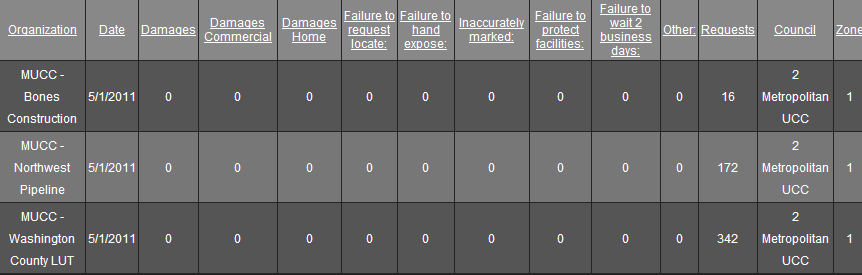 Organization Date Damages Damages Commercial Damages Home Failure to request locate: Failure to hand expose: Inaccurately marked: Failure to protect facilities: Failure to wait 2 business days: Other: Requests Council Zone
MUCC - Bones Construction 5/1/2011 0 0 0 0 0 0 0 0 0 16 2 Metropolitan UCC 1
MUCC - Northwest Pipeline 5/1/2011 0 0 0 0 0 0 0 0 0 172 2 Metropolitan UCC 1
MUCC - Washington County LUT 5/1/2011 0 0 0 0 0 0 0 0 0 342 2 Metropolitan UCC 1